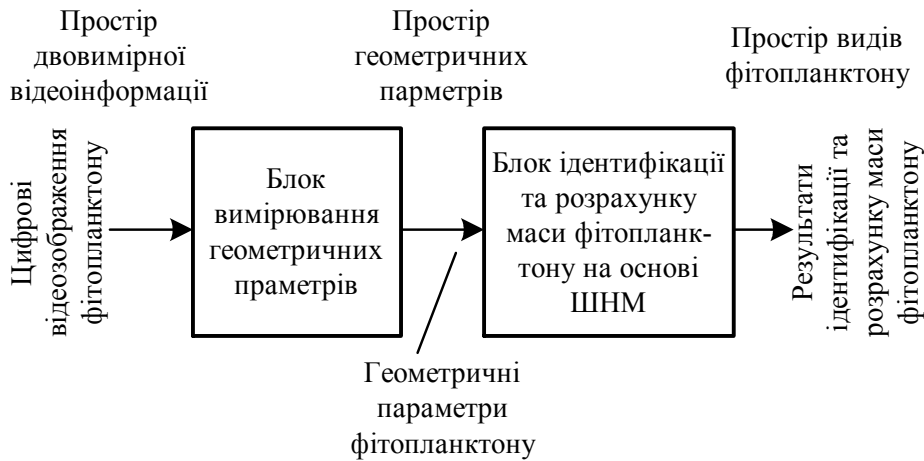 Простір
двовимірної
відеоінформації
Простір
геометричних
парметрів
Простір видів
фітопланктону
Цифрові
відеозображення
фітопланктону
Блок
вимірювання
геометричних
праметрів
Блок ідентифікації
та розрахунку
маси фітопланк-
тону на основі
ШНМ
Результати
ідентифікації та
розрахунку маси
фітопланктону
Геометричні
параметри
фітопланктону